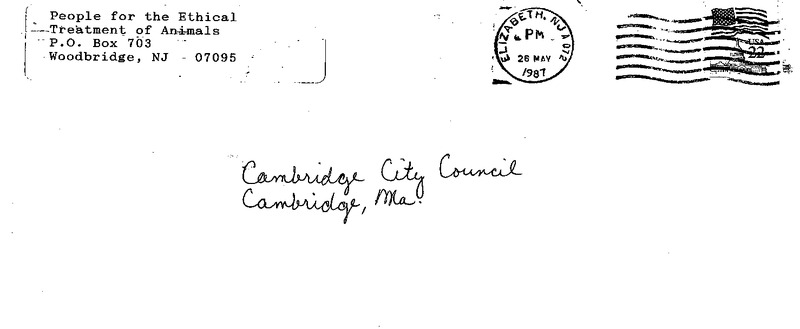 People for the Ethical
Treatment of Animals
P.O. Box 703
Woodbridge, NJ - 07095
ELIZABETH, NJ A 072
PM
26 MAY
1987
USA
22
Cambridge City Council
Cambridge, Ma.